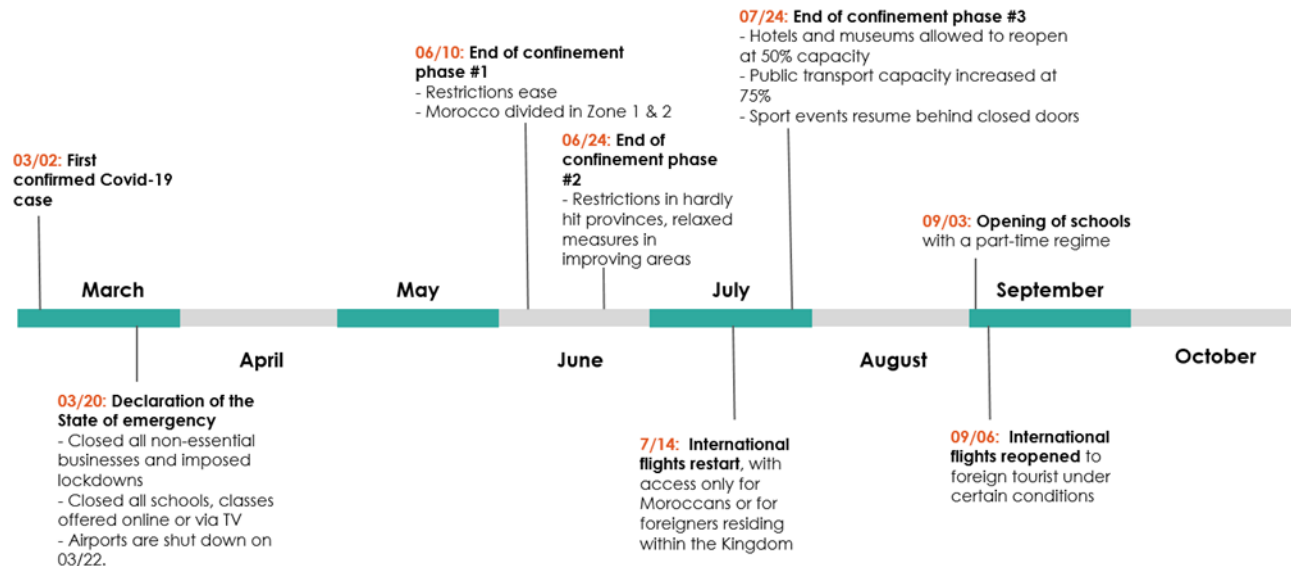 03/02: First
confirmed Covid-19
case
06/10: End of confinement
phase #1
- Restrictions ease
- Morocco divided in Zone 1 & 2
06/24: End of
confinement phase
#2
- Restrictions in hardly
hit provinces, relaxed
measures in
improving areas
07/24: End of confinement phase #3
- Hotels and museums allowed to reopen
at 50% capacity
- Public transport capacity increased at
75%
- Sport events resume behind closed doors
09/03: Opening of schools
with a part-time regime
March
May
July
September
April
June
August
October
03/20: Declaration of the
State of emergency
- Closed all non-essential
businesses and imposed
lockdowns
- Closed all schools, classes
offered online or via TV
- Airports are shut down on
03/22.
7/14: International
flights restart, with
access only for
Moroccans or for
foreigners residing
within the Kingdom
09/06: International
flights reopened to
foreign tourist under
certain conditions